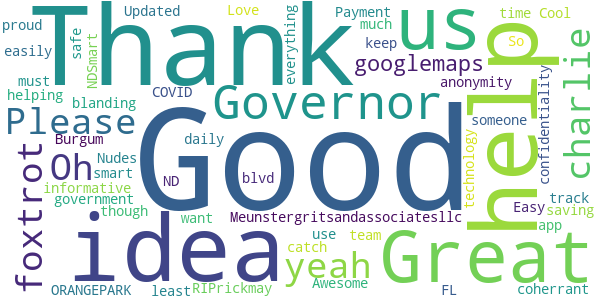 proud Updated Love Payment time Cool
Thank us
easily safe NDSmart everything much keep So
googlemaps
must COVID anonymity
helping blanding Governor help charlie
Please someone
Burgum daily Good technology confidentiality
foxtrot Oh Nudes
smart ND blvd
informative
government
though want Meunstergritsandassociatesllc Easy track
saving
idea use team app
catch Great
yeah
Awesome
ORANGEPARK least RIPrickmay FL coherrant